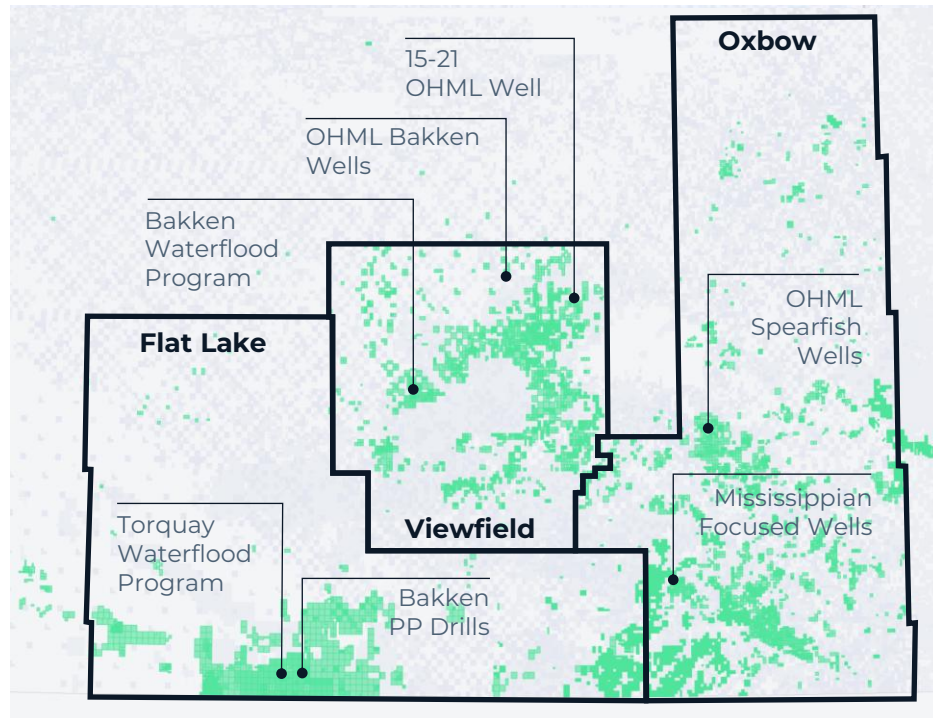 Oxbow
15-21
OHML Well
OHML Bakken
Wells
Bakken
Waterflood
Program
OHML
Spearfish
Wells
Flat Lake
Mississippian
Focused Wells
Viewfield
Torquay
Waterflood
Program
Bakken
PP Drills